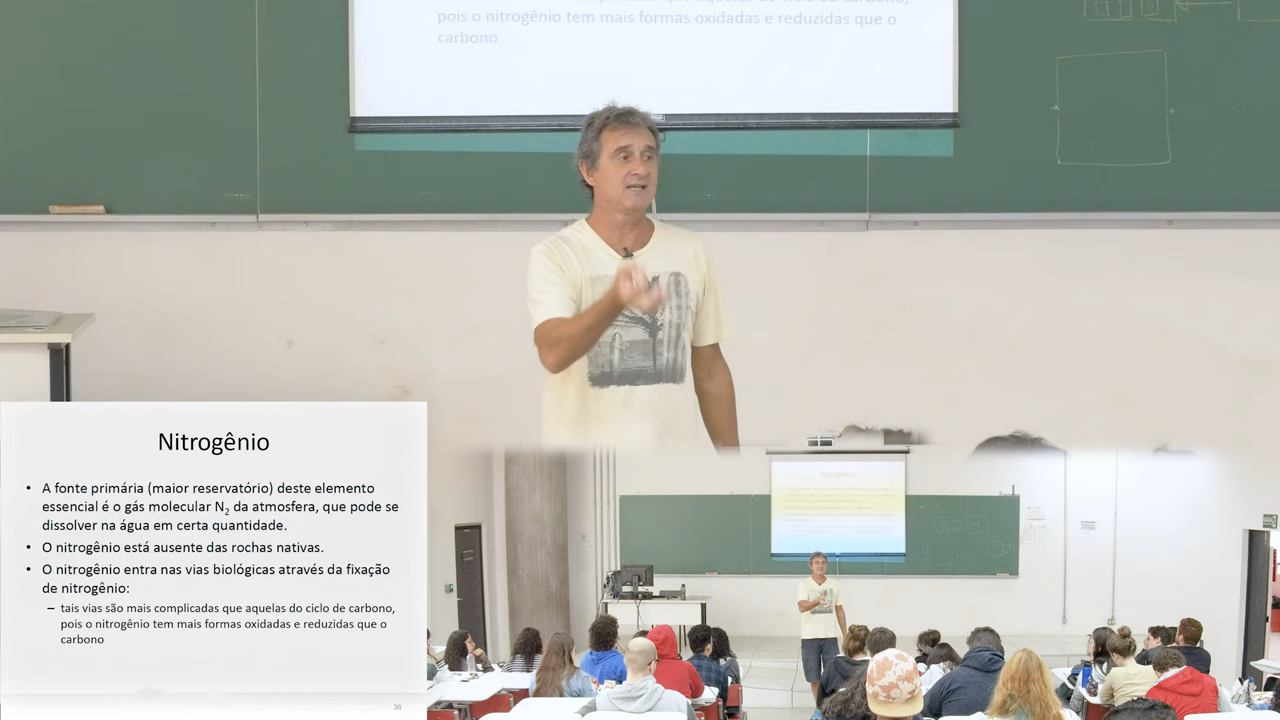 pois o nitrogênio tem mais formas oxidadas e reduzidas que o
carbono
Nitrogênio
• A fonte primária (maior reservatório) deste elemento
essencial é o gás molecular N₂ da atmosfera, que pode se
dissolver na água em certa quantidade.
• O nitrogênio está ausente das rochas nativas.
• O nitrogênio entra nas vias biológicas através da fixação
de nitrogênio:
– tais vias são mais complicadas que aquelas do ciclo de carbono,
pois o nitrogênio tem mais formas oxidadas e reduzidas que o
carbono
38